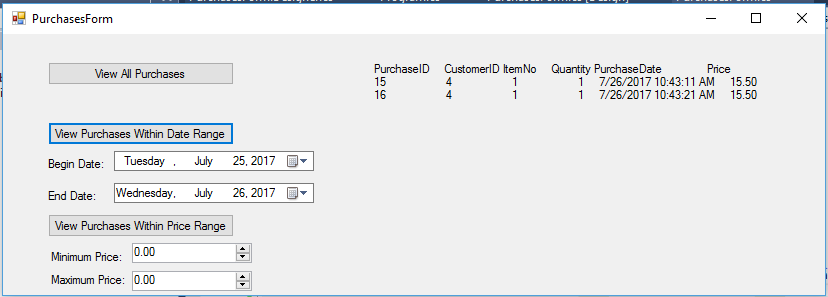 PurchasesForm
View All Purchases
PurchaseID CustomerID ItemNo Quantity PurchaseDate Price
15 4 1 1 7/26/2017 10:43:11 AM 15.50
16 4 1 1 7/26/2017 10:43:21 AM 15.50
View Purchases Within Date Range
Begin Date: Tuesday , July 25, 2017
End Date: Wednesday, July 26, 2017
View Purchases Within Price Range
Minimum Price: 0.00
Maximum Price: 0.00